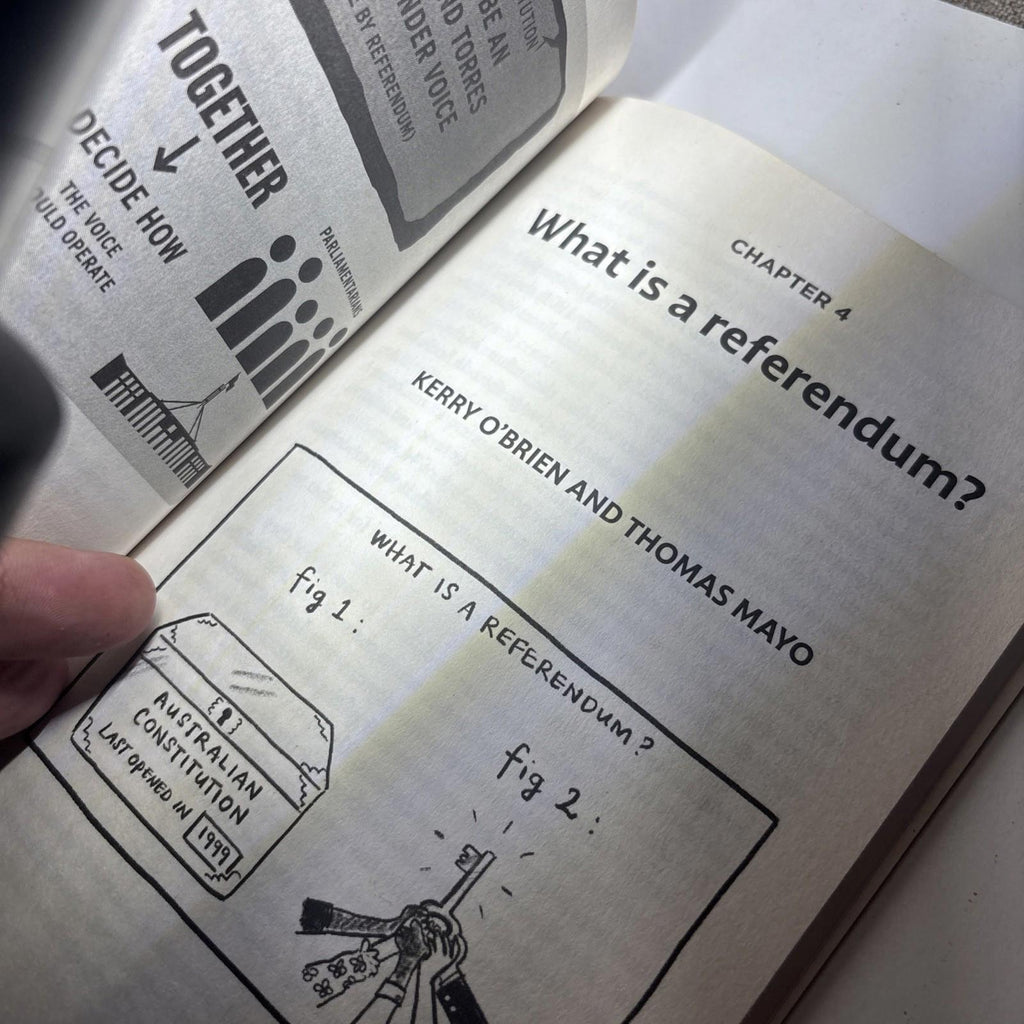 UTION
BE AN
ND TORRES
NDER VOICE
E BY REFERENDUM)
TOGETHER
DECIDE HOW
THE VOICE
OULD OPERATE
PARLIAMENTARIANS
CHAPTER 4
What is a referendum?
KERRY O'BRIEN AND THOMAS MAYO
WHAT IS A REFERENDUM?
fig 1:
AUSTRALIAN
CONSTITUTION
LAST OPENED IN
1999
fig 2: